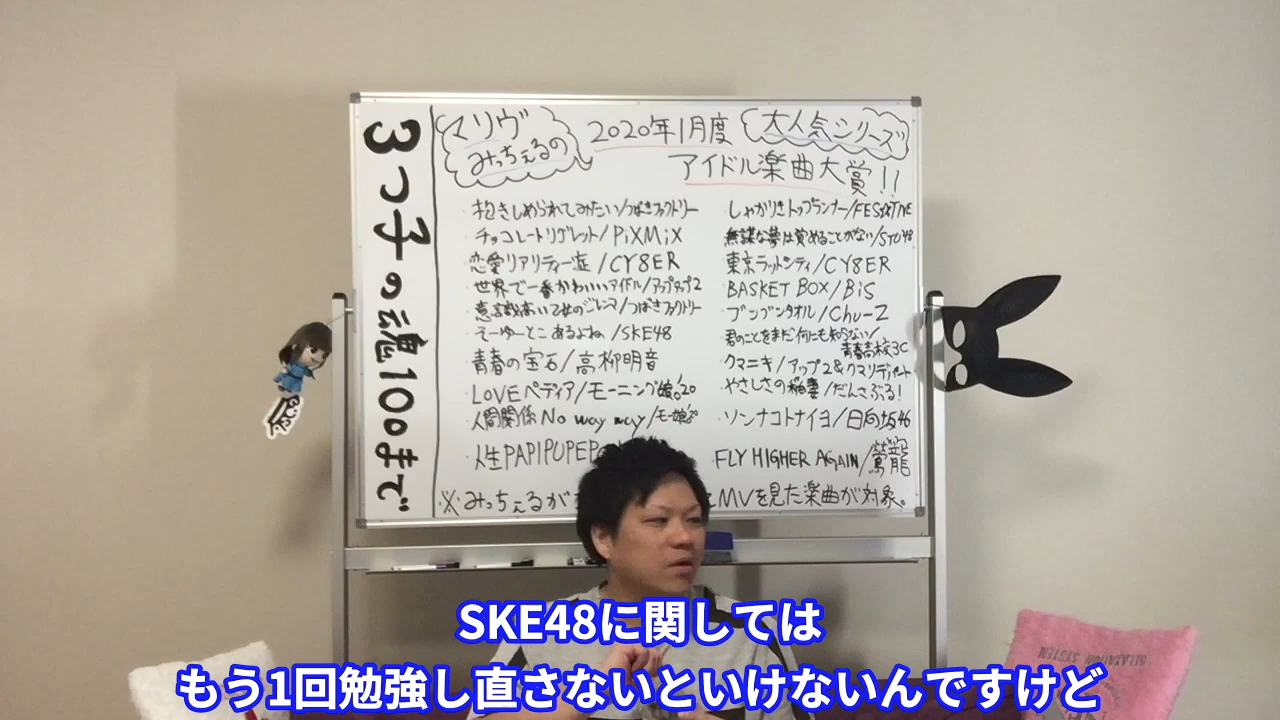 3つ子の魂100まで
マリヴ
みっちぇるの
2020年1月度
大人気シリーズ
アイドル楽曲大賞!!
・抱きしめられてみたい/つばきファクトリー
・チョコレートリグレット/PiXMiX
・恋愛リアリティー症/CY8ER
・世界で一番かわいいアイドル/アップアップ2
・意識高い乙女のジレンマ/つばきファクトリー
・そーゆーとこあるよね/SKE48
・青春の宝石/高柳明音
・LOVEペディア/モーニング娘。'20
・人間関係No way way/モー娘'20
・人生PAPIPUPEP
・しゃかりきトップランナー/FES☆TIVE
・無謀な夢は覚めることがない/STU48
・東京ラットシティ/CY8ER
・BASKET BOX/BiS
・ブンブンタオル/Chu-Z
・君のことをまだ何にも知らない/
青春高校3C
・クマニキ/アップ2&クマリデパート
・やさしさの稲妻/だんさぶる!
・ソンナコトナイヨ/日向坂46
・FLY HIGHER AGAIN/鶯籠
※みっちぇるが
MVを見た楽曲が対象。
RELAXATION SYSTEM
SKE48に関しては
もう1回勉強し直さないといけないんですけど